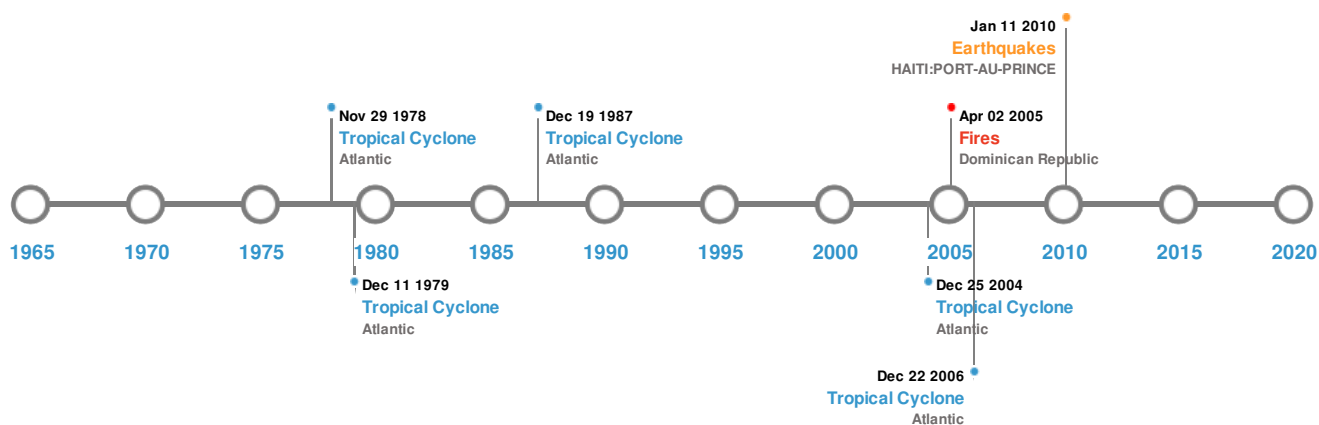 Jan 11 2010
Earthquakes
HAITI:PORT-AU-PRINCE
Nov 29 1978
Tropical Cyclone
Atlantic
Dec 19 1987
Tropical Cyclone
Atlantic
Apr 02 2005
Fires
Dominican Republic
1965 1970 1975 1980 1985 1990 1995 2000 2005 2010 2015 2020
Dec 11 1979
Tropical Cyclone
Atlantic
Dec 25 2004
Tropical Cyclone
Atlantic
Dec 22 2006
Tropical Cyclone
Atlantic